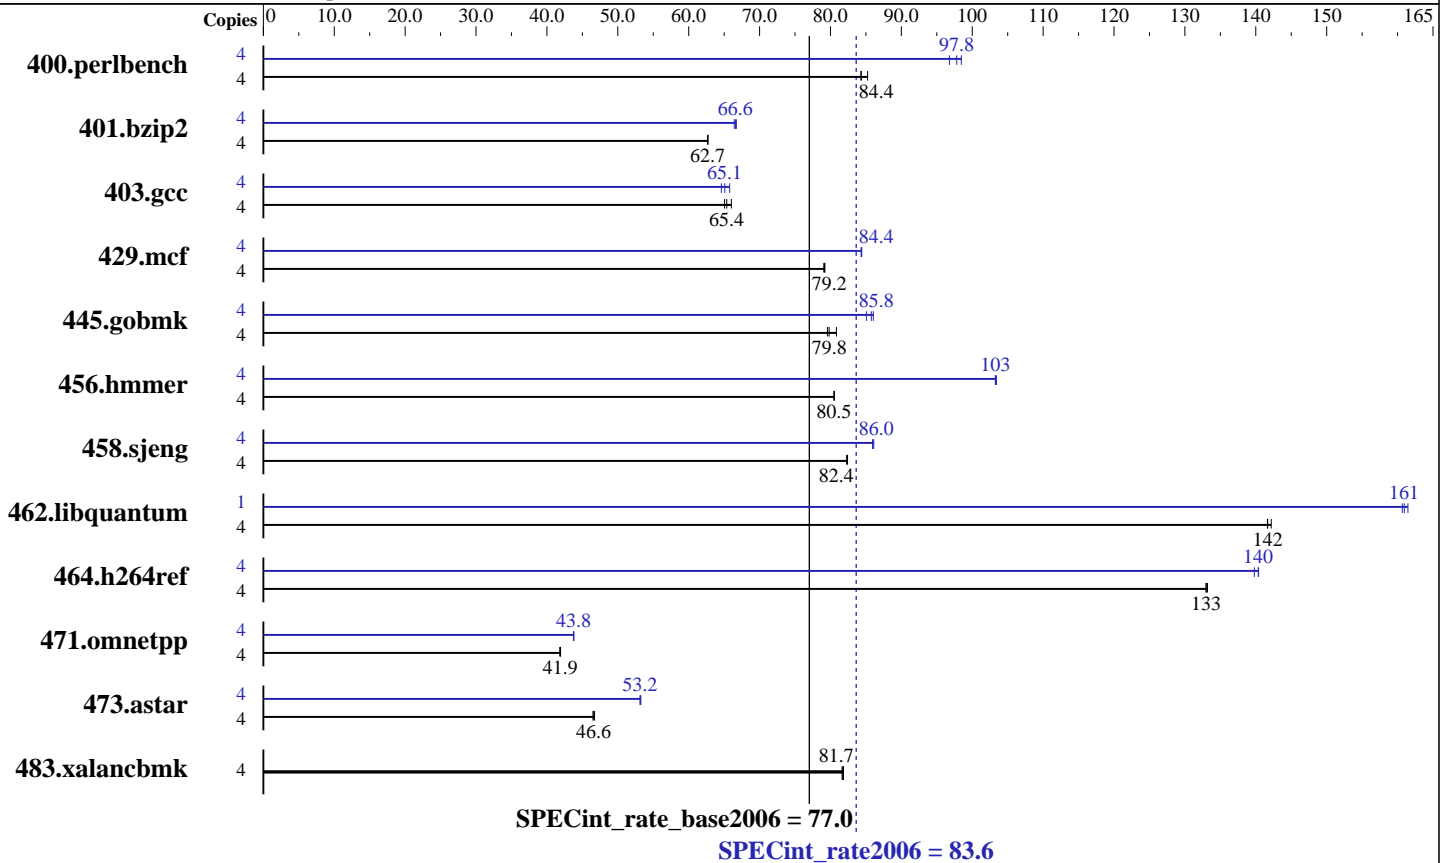 Copies 0 10.0 20.0 30.0 40.0 50.0 60.0 70.0 80.0 90.0 100 110 120 130 140 150 165
400.perlbench 4 97.8
4 84.4
401.bzip2 4 66.6
4 62.7
403.gcc 4 65.1
4 65.4
429.mcf 4 84.4
4 79.2
445.gobmk 4 85.8
4 79.8
456.hmmer 4 103
4 80.5
458.sjeng 4 86.0
4 82.4
462.libquantum 1 161
4 142
464.h264ref 4 140
4 133
471.omnetpp 4 43.8
4 41.9
473.astar 4 53.2
4 46.6
483.xalancbmk 4 81.7
SPECint_rate_base2006 = 77.0
SPECint_rate2006 = 83.6